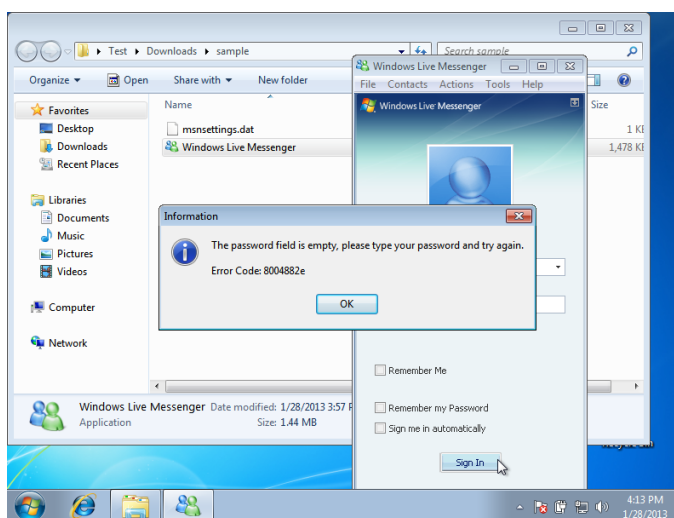 Test ▸ Downloads ▸ sample
Search sample
Organize
Open
Share with
New folder
Favorites
Desktop
Downloads
Recent Places
Libraries
Documents
Music
Pictures
Videos
Computer
Network
Name
Size
msnsettings.dat
1 KB
Windows Live Messenger
1,478 KB
Windows Live Messenger
File Contacts Actions Tools Help
Windows Live Messenger
Information
The password field is empty, please type your password and try again.
Error Code: 8004882e
OK
Remember Me
Remember my Password
Sign me in automatically
Sign In
Windows Live Messenger Date modified: 1/28/2013 3:57
Application Size: 1.44 MB
4:13 PM
1/28/2013